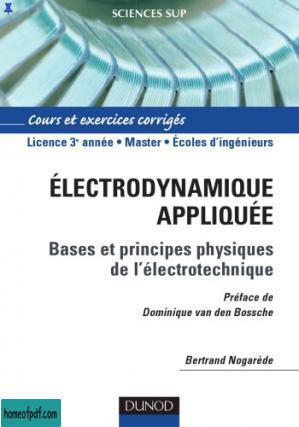 SCIENCES SUP
Cours et exercices corrigés
Licence 3e année • Master • Écoles d'ingénieurs
ÉLECTRODYNAMIQUE
APPLIQUÉE
Bases et principes physiques
de l'électrotechnique
Préface de
Dominique van den Bossche
Bertrand Nogarède
DUNOD
homeofpdf.com